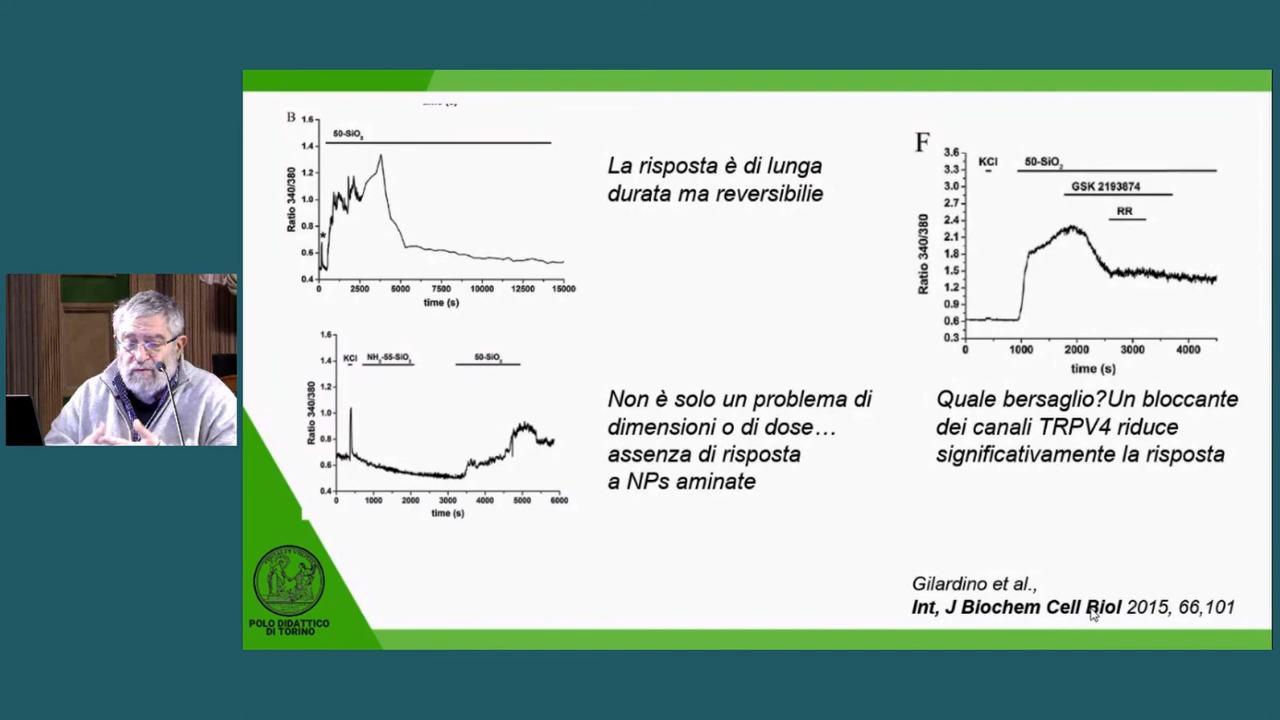 B
1.6
1.4
1.2
1.0
0.8
0.6
0.4
Ratio 340/380
50-SiO2
*
0 2500 5000 7500 10000 12500 15000
time (s)
La risposta è di lunga
durata ma reversibilie
1.6
1.4
1.2
1.0
0.8
0.6
0.4
Ratio 340/380
KCl NH2-55-SiO2 50-SiO2
0 1000 2000 3000 4000 5000 6000
time (s)
Non è solo un problema di
dimensioni o di dose…
assenza di risposta
a NPs aminate
F
3.6
3.3
3.0
2.7
2.4
2.1
1.8
1.5
1.2
0.9
0.6
0.3
Ratio 340/380
KCl 50-SiO2
GSK 2193874
RR
0 1000 2000 3000 4000
time (s)
Quale bersaglio?Un bloccante
dei canali TRPV4 riduce
significativamente la risposta
Gilardino et al.,
Int, J Biochem Cell Biol 2015, 66,101
POLO DIDATTICO
DI TORINO